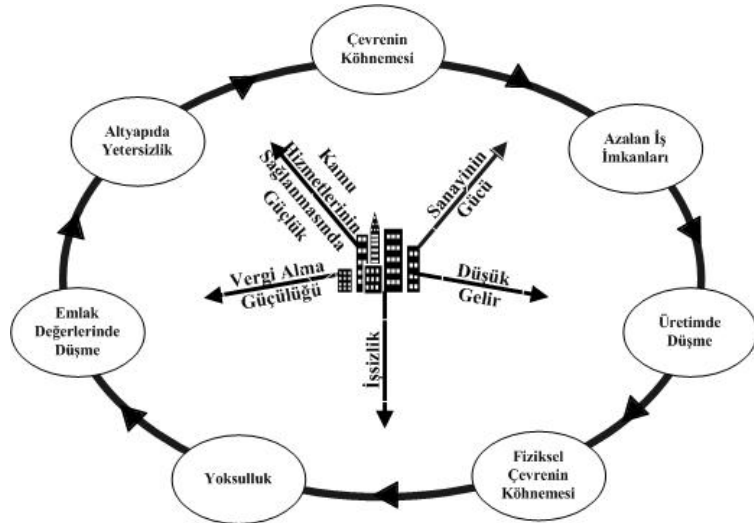 Çevrenin
Köhnemesi
Altyapıda
Yetersizlik
Azalan İş
İmkanları
Kamu
Hizmetlerinin
Sağlanmasında
Güçlük
Sanayinin
Gücü
Vergi Alma
Güçülüğü
Düşük
Gelir
Emlak
Değerlerinde
Düşme
Üretimde
Düşme
İşsizlik
Yoksulluk
Fiziksel
Çevrenin
Köhnemesi